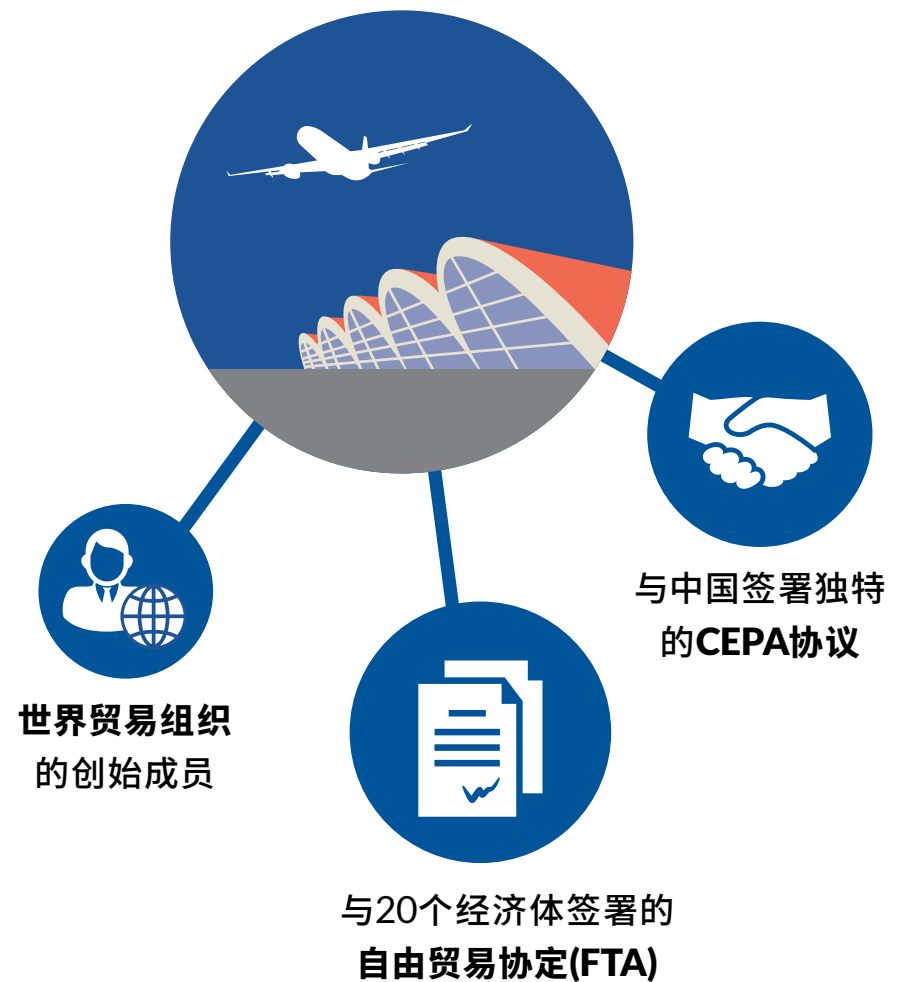 与中国签署独特
的CEPA协议
世界贸易组织
的创始成员
与20个经济体签署的
自由贸易协定(FTA)